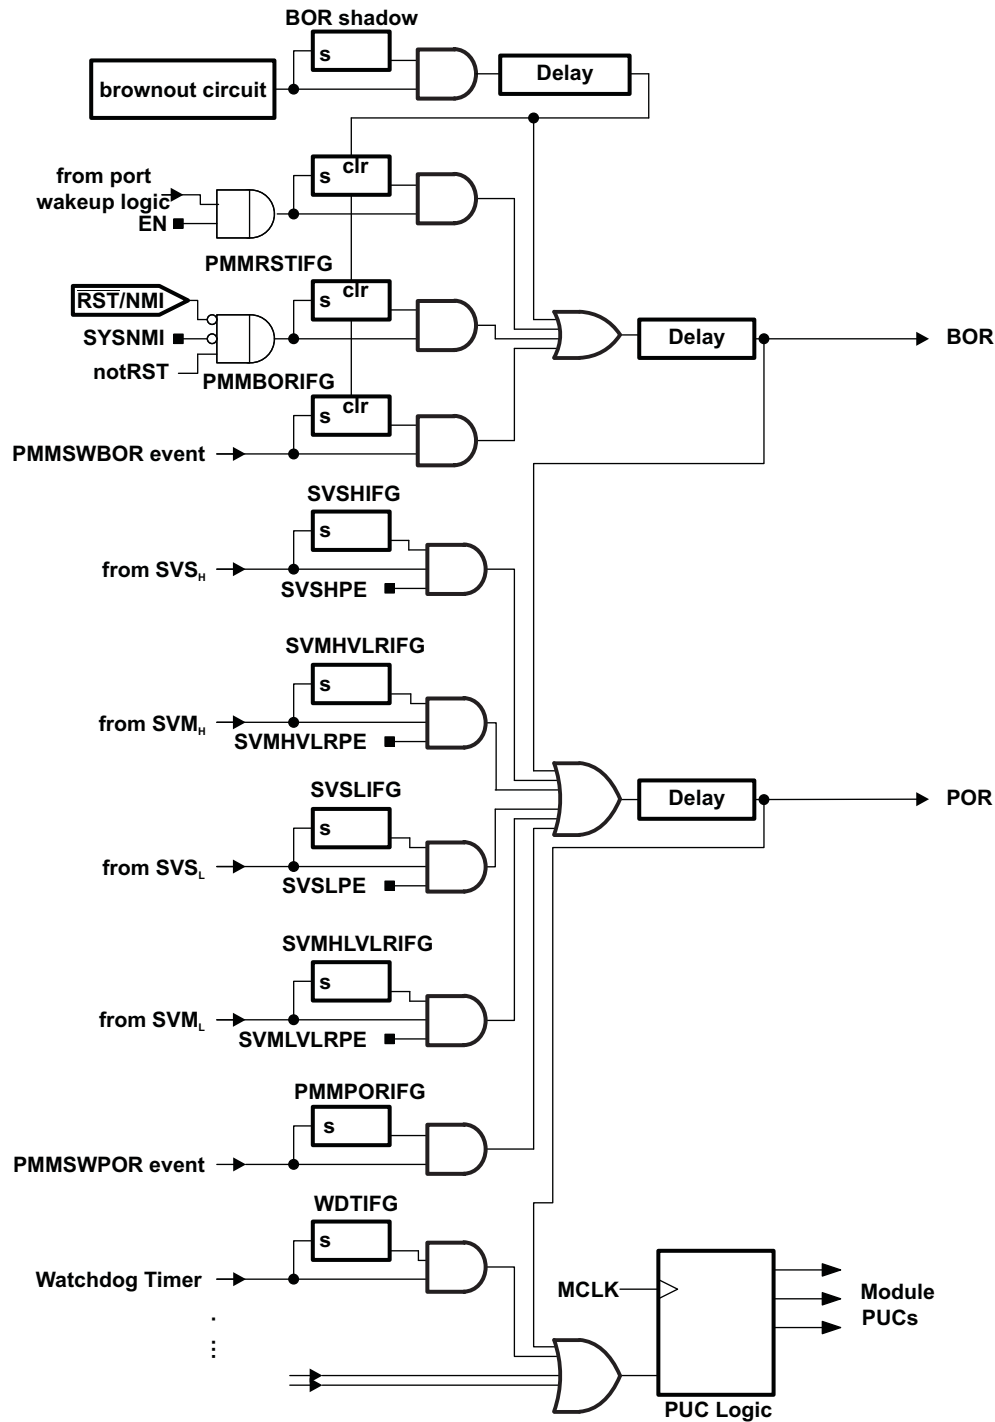 BOR shadow
s
brownout circuit
Delay
from port
wakeup logic
EN
s clr
PMMRSTIFG
RST/NMI
SYSNMI
notRST
s clr
Delay
BOR
PMMBORIFG
s clr
PMMSWBOR event
SVSHIFG
s
from SVSH
SVSHPE
SVMHVLRIFG
s
from SVMH
SVMHVLRPE
Delay
POR
SVSLIFG
s
from SVSL
SVSLPE
SVMHLVLRIFG
s
from SVML
SVMLVLRPE
PMMPORIFG
s
PMMSWPOR event
WDTIFG
s
Watchdog Timer
MCLK
Module
PUCs
PUC Logic